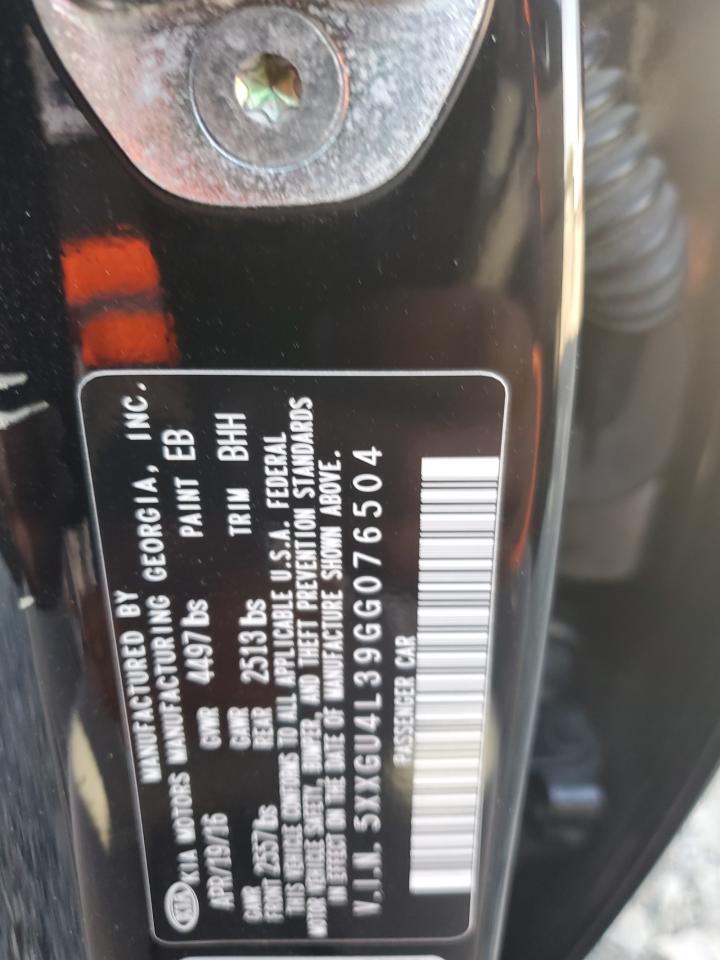 MANUFACTURED BY
KIA KIA MOTORS MANUFACTURING GEORGIA, INC.
APR/19/16 GVWR 4497lbs PAINT EB
GAWR FRONT 2557lbs GAWR REAR 2513lbs TRIM BHH
THIS VEHICLE CONFORMS TO ALL APPLICABLE U.S.A. FEDERAL
MOTOR VEHICLE SAFETY, BUMPER, AND THEFT PREVENTION STANDARDS
IN EFFECT ON THE DATE OF MANUFACTURE SHOWN ABOVE.
V.I.N. 5XXGU4L39GG076504
PASSENGER CAR